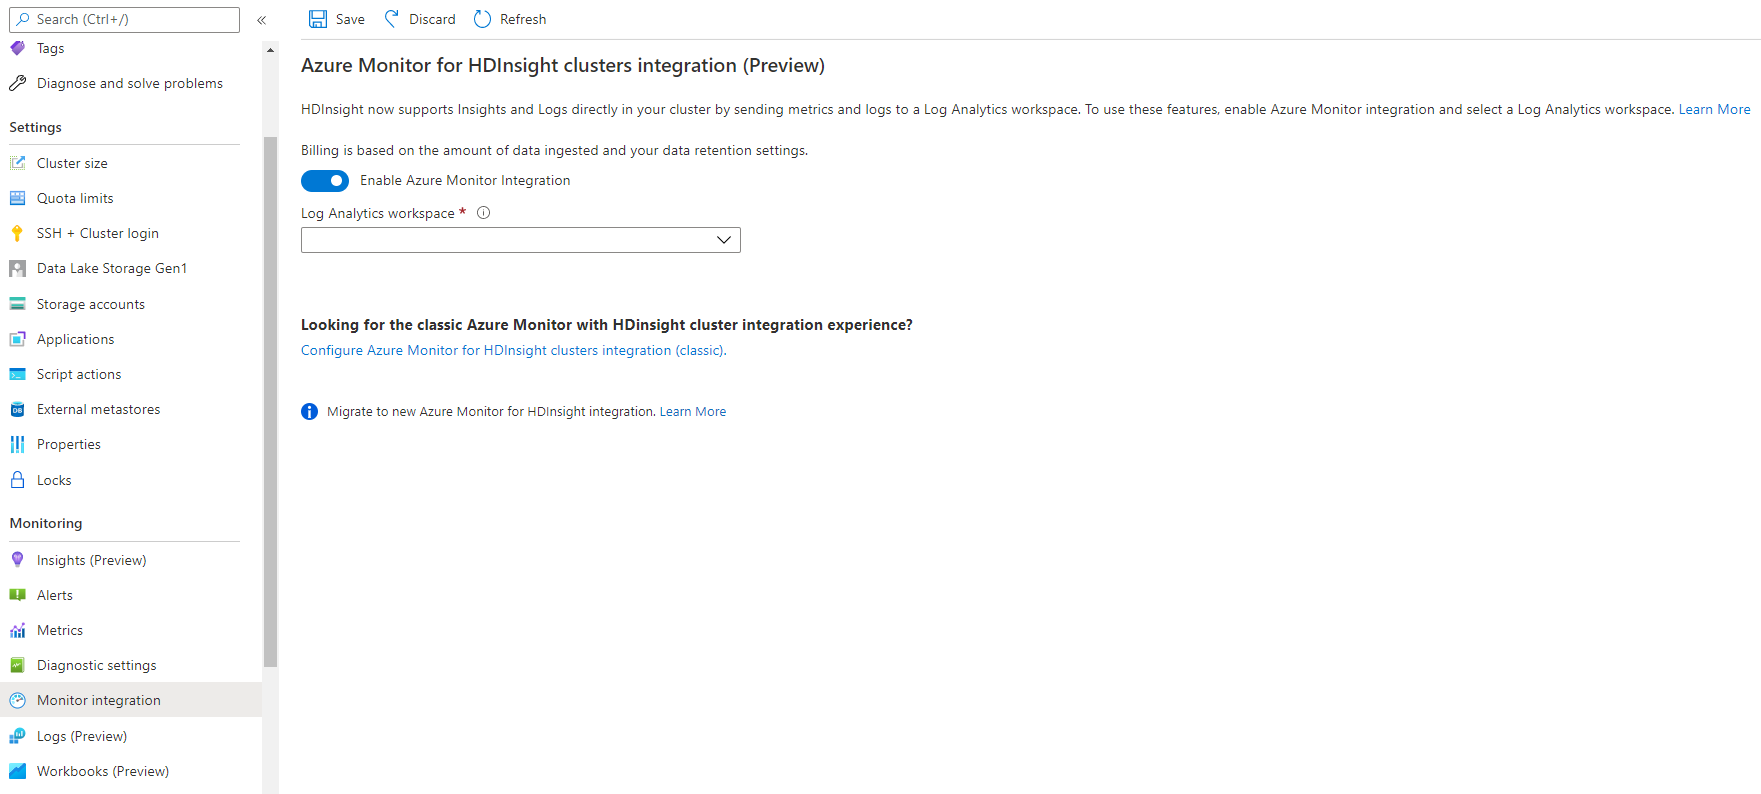 Search (Ctrl+/)
«
Tags
Diagnose and solve problems
Settings
Cluster size
Quota limits
SSH + Cluster login
Data Lake Storage Gen1
Storage accounts
Applications
Script actions
DB
External metastores
Properties
Locks
Monitoring
Insights (Preview)
Alerts
Metrics
Diagnostic settings
Monitor integration
Logs (Preview)
Workbooks (Preview)
Save
Discard
Refresh
Azure Monitor for HDInsight clusters integration (Preview)
HDInsight now supports Insights and Logs directly in your cluster by sending metrics and logs to a Log Analytics workspace. To use these features, enable Azure Monitor integration and select a Log Analytics workspace. Learn More
Billing is based on the amount of data ingested and your data retention settings.
Enable Azure Monitor Integration
Log Analytics workspace *
Looking for the classic Azure Monitor with HDinsight cluster integration experience?
Configure Azure Monitor for HDInsight clusters integration (classic).
Migrate to new Azure Monitor for HDInsight integration. Learn More